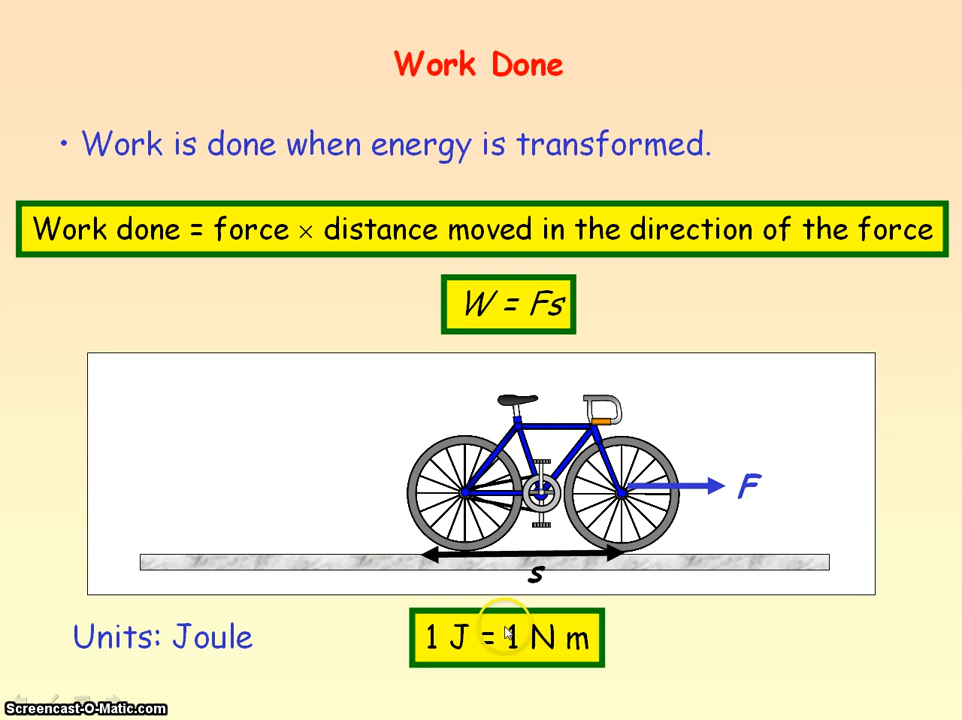 Work Done
• Work is done when energy is transformed.
Work done = force × distance moved in the direction of the force
W = Fs
F
s
Units: Joule
1 J = 1 N m
Screencast-O-Matic.com